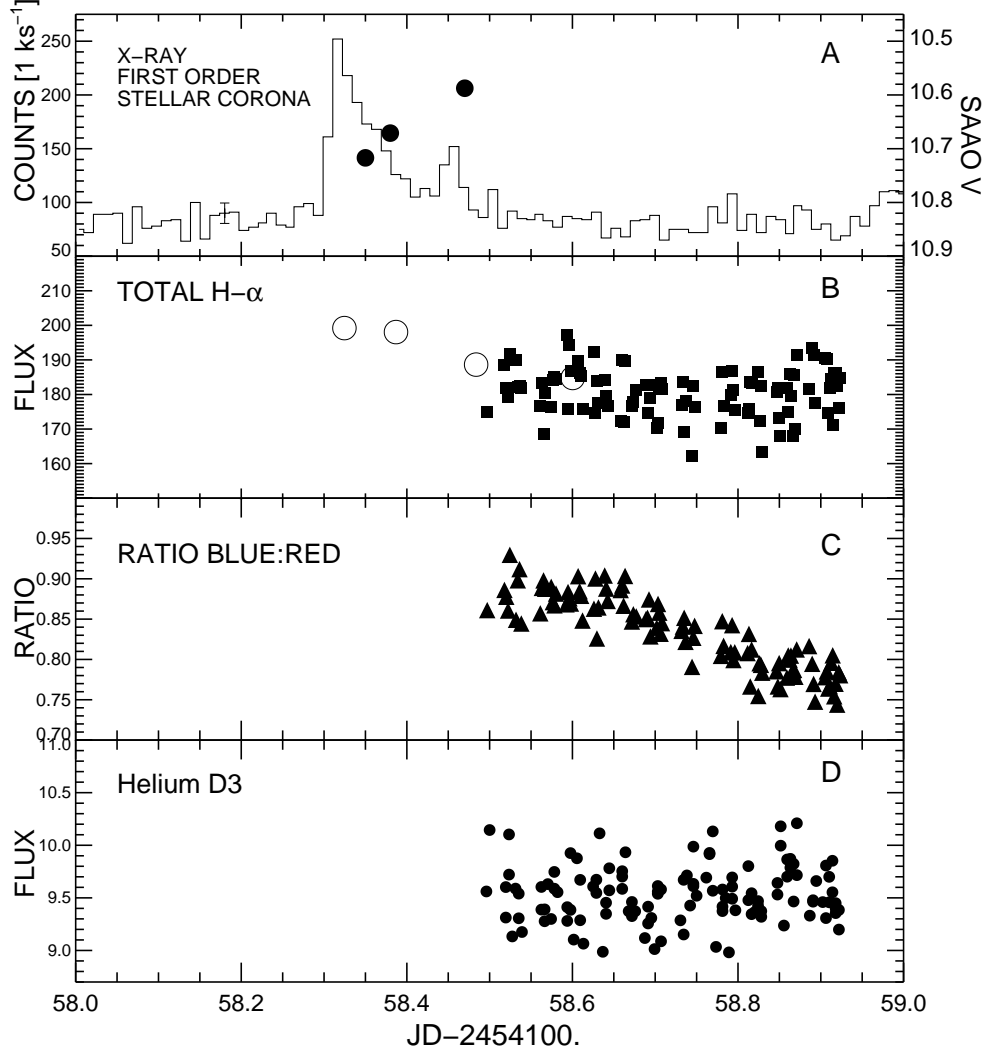 COUNTS [1 ks⁻¹]
250
200
150
100
50
X−RAY
FIRST ORDER
STELLAR CORONA
A
10.5
10.6
10.7
10.8
10.9
SAAO V
FLUX
210
200
190
180
170
160
TOTAL H−α
B
RATIO
0.95
0.90
0.85
0.80
0.75
0.70
RATIO BLUE:RED
C
FLUX
11.0
10.5
10.0
9.5
9.0
Helium D3
D
58.0 58.2 58.4 58.6 58.8 59.0
JD−2454100.